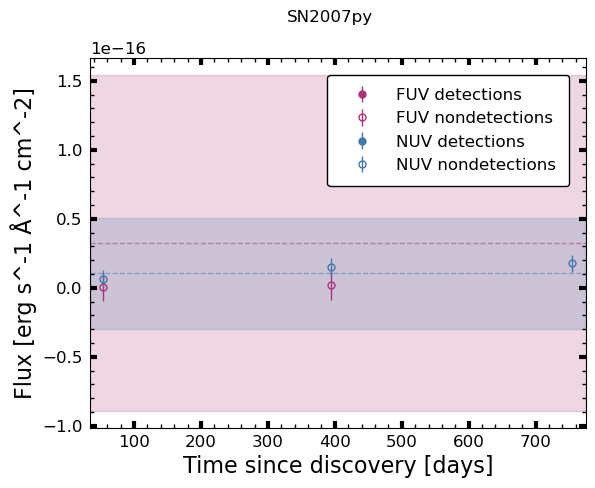 SN2007py
1e−16
1.5
1.0
0.5
0.0
−0.5
−1.0
Flux [erg s^-1 Å^-1 cm^-2]
FUV detections
FUV nondetections
NUV detections
NUV nondetections
100 200 300 400 500 600 700
Time since discovery [days]